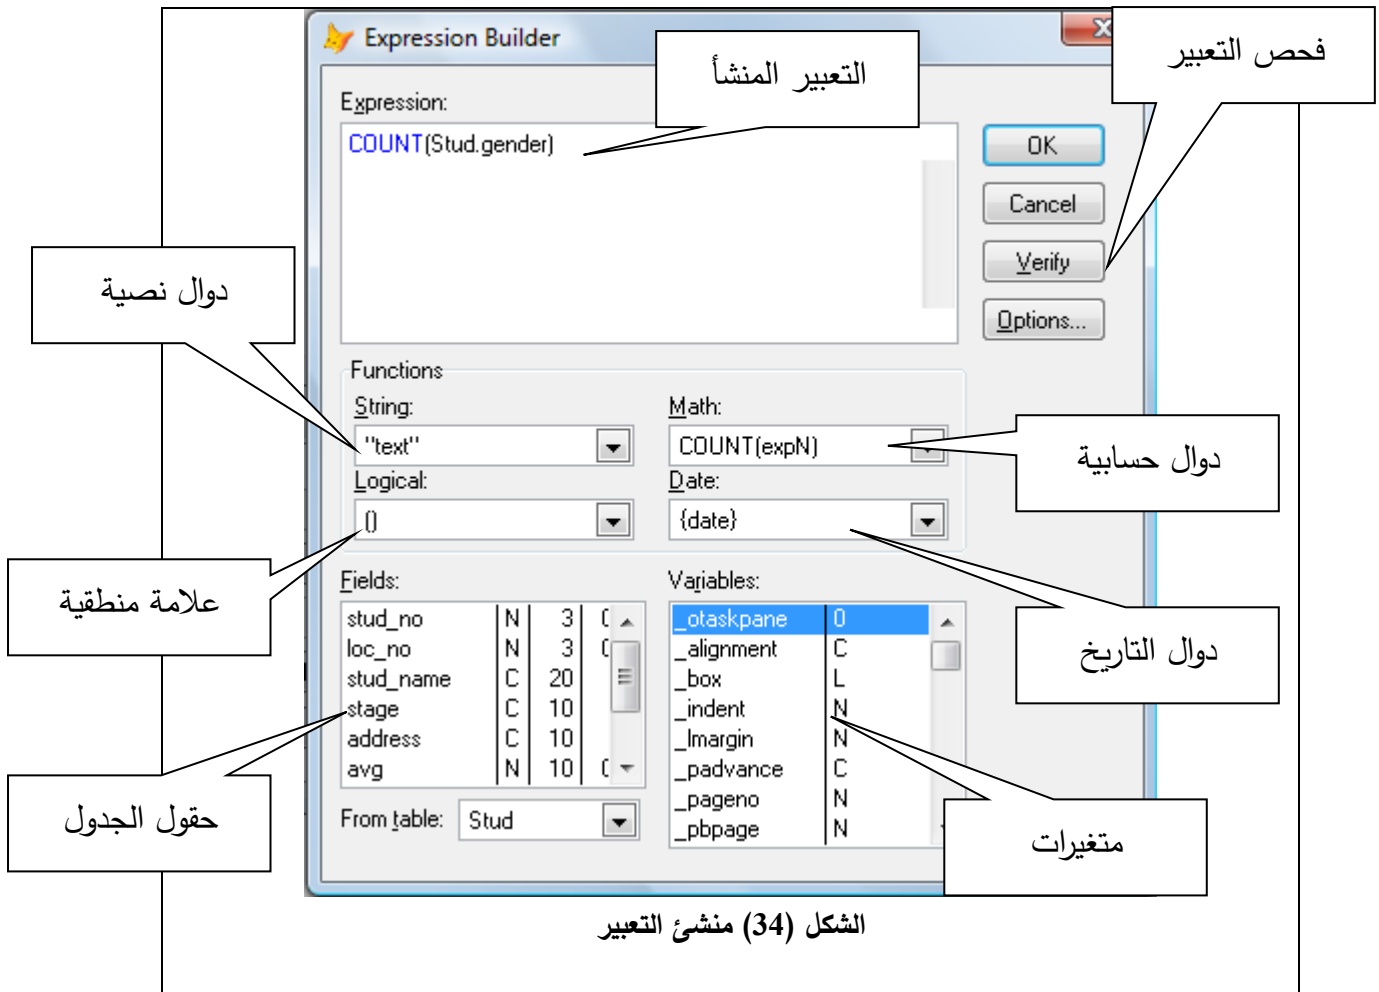 Expression Builder
فحص التعبير
التعبير المنشأ
Expression:
COUNT(Stud.gender)
OK
Cancel
Verify
Options...
دوال نصية
Functions
String:
Math:
"text"
COUNT(expN)
دوال حسابية
Logical:
Date:
()
{date}
علامة منطقية
دوال التاريخ
Fields:
Variables:
stud_no N 3
_otaskpane O
loc_no N 3
_alignment C
stud_name C 20
_box L
stage C 10
_indent N
address C 10
_lmargin N
avg N 10
_padvance C
_pageno N
_pbpage N
حقول الجدول
متغيرات
From table: Stud
الشكل (34) منشئ التعبير